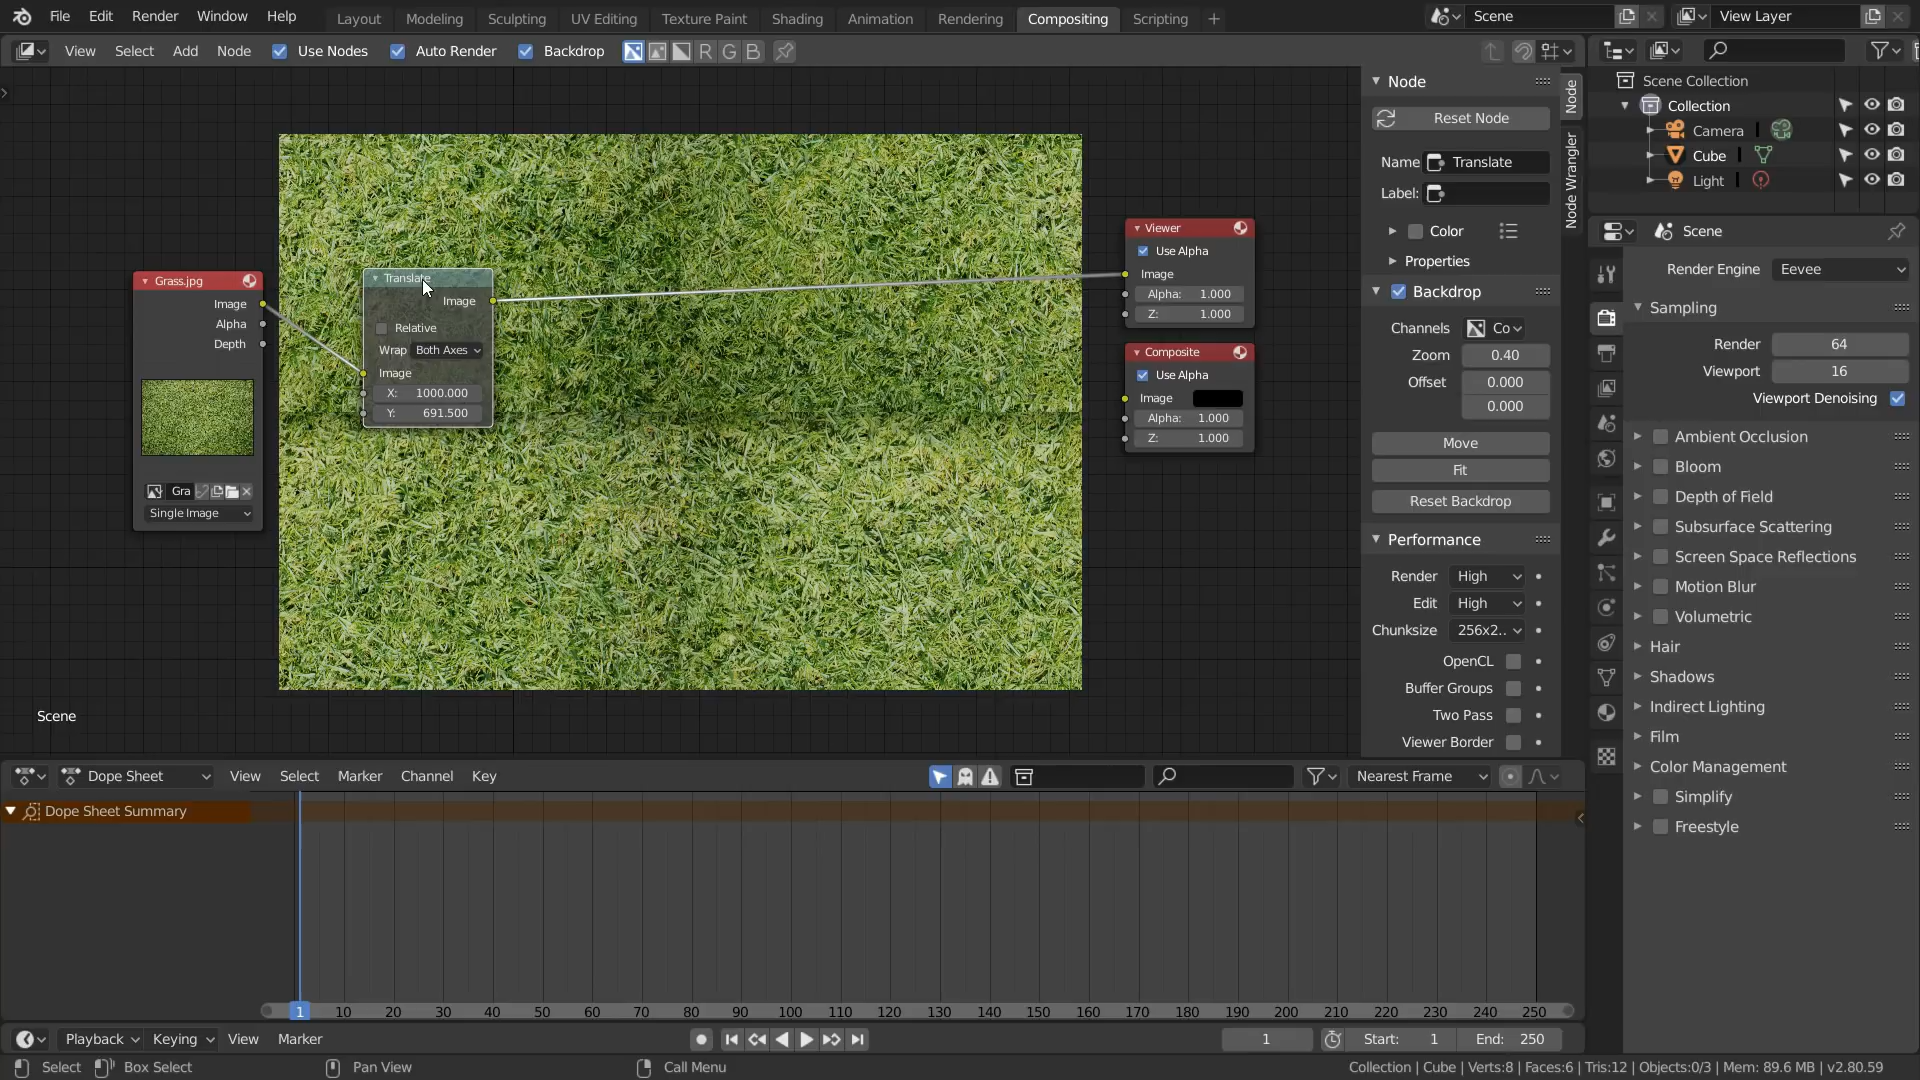 File Edit Render Window Help Layout Modeling Sculpting UV Editing Texture Paint Shading Animation Rendering Compositing Scripting + Scene View Layer
View Select Add Node Use Nodes Auto Render Backdrop R G B
Node
Reset Node
Name Translate
Label:
Color
Properties
Backdrop
Channels Co
Zoom 0.40
Offset 0.000
0.000
Move
Fit
Reset Backdrop
Performance
Render High
Edit High
Chunksize 256x2..
OpenCL
Buffer Groups
Two Pass
Viewer Border
Node
Node Wrangler
Grass.jpg
Image
Alpha
Depth
Gra
Single Image
Translate
Image
Relative
Wrap Both Axes
Image
X: 1000.000
Y: 691.500
Viewer
Use Alpha
Image
Alpha: 1.000
Z: 1.000
Composite
Use Alpha
Image
Alpha: 1.000
Z: 1.000
Scene
Scene Collection
Collection
Camera
Cube
Light
Scene
Render Engine Eevee
Sampling
Render 64
Viewport 16
Viewport Denoising
Ambient Occlusion
Bloom
Depth of Field
Subsurface Scattering
Screen Space Reflections
Motion Blur
Volumetric
Hair
Shadows
Indirect Lighting
Film
Color Management
Simplify
Freestyle
Dope Sheet View Select Marker Channel Key Nearest Frame
Dope Sheet Summary
1 10 20 30 40 50 60 70 80 90 100 110 120 130 140 150 160 170 180 190 200 210 220 230 240 250
Playback Keying View Marker 1 Start: 1 End: 250
Select Box Select Pan View Call Menu Collection | Cube | Verts:8 | Faces:6 | Tris:12 | Objects:0/3 | Mem: 89.6 MB | v2.80.59